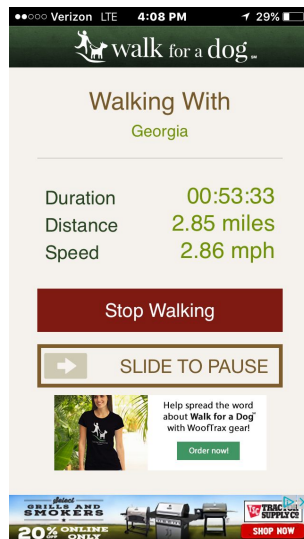 Verizon LTE 4:08 PM 29%
walk for a dog
Walking With
Georgia
Duration 00:53:33
Distance 2.85 miles
Speed 2.86 mph
Stop Walking
SLIDE TO PAUSE
Help spread the word
about Walk for a Dog
with WoofTrax gear!
Order now!
Select
GRILLS AND
SMOKERS
20% OFF ONLINE ONLY
TRACTOR
SUPPLY CO
SHOP NOW